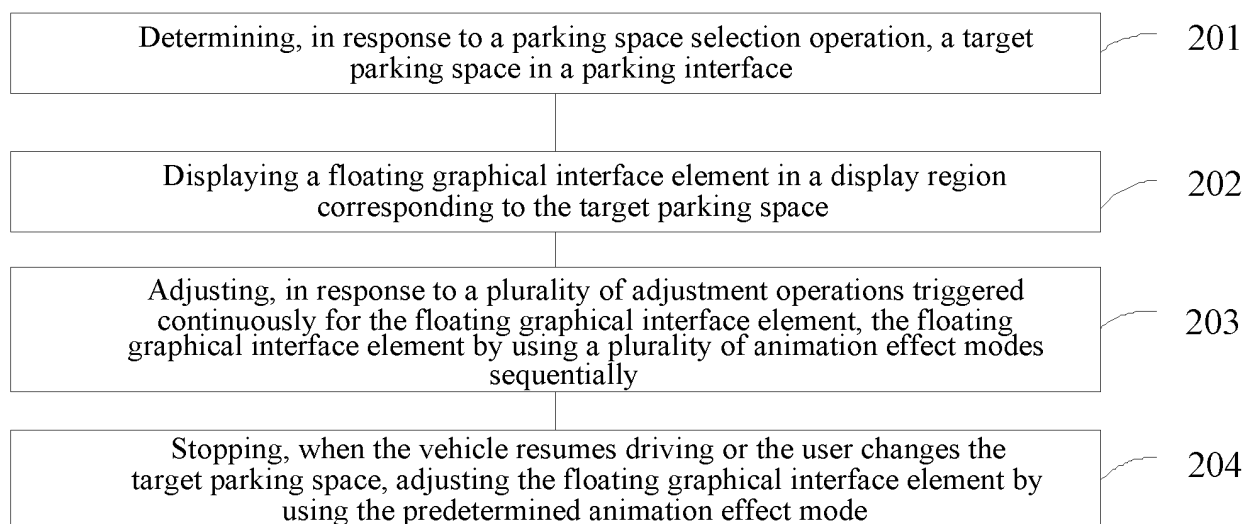 Determining, in response to a parking space selection operation, a target
parking space in a parking interface
201
Displaying a floating graphical interface element in a display region
corresponding to the target parking space
202
Adjusting, in response to a plurality of adjustment operations triggered
continuously for the floating graphical interface element, the floating
graphical interface element by using a plurality of animation effect modes
sequentially
203
Stopping, when the vehicle resumes driving or the user changes the
target parking space, adjusting the floating graphical interface element by
using the predetermined animation effect mode
204